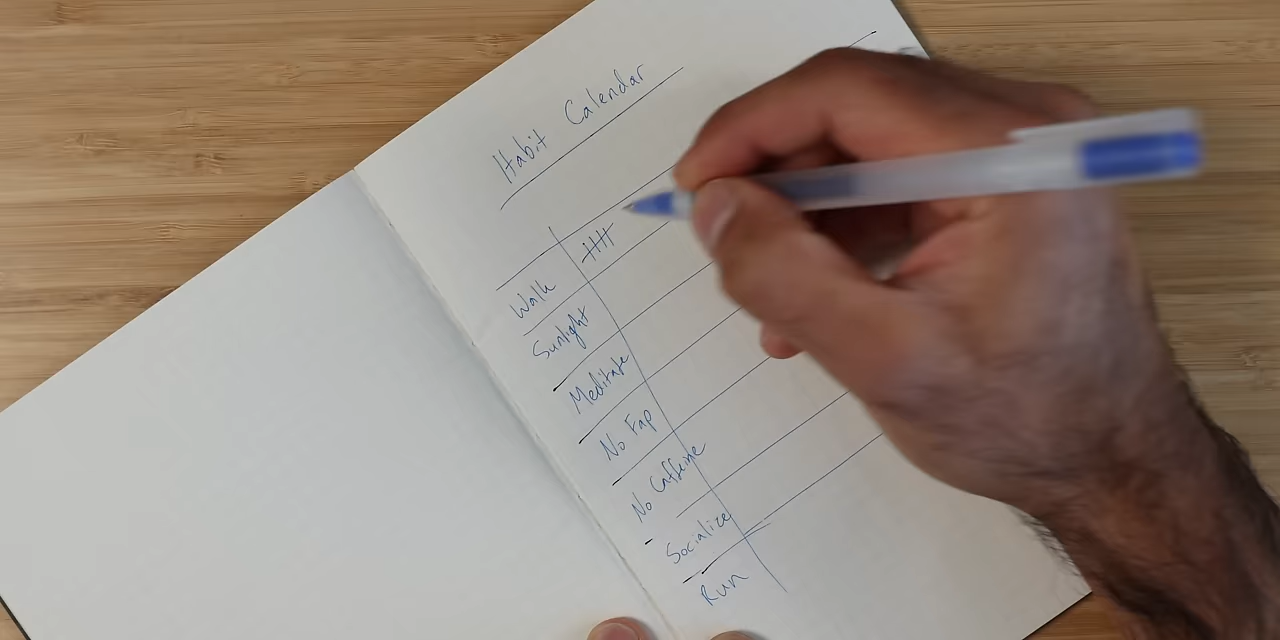 Habit Calendar
Walk
Sunlight
Meditate
No Fap
No Caffeine
Socialize
Run